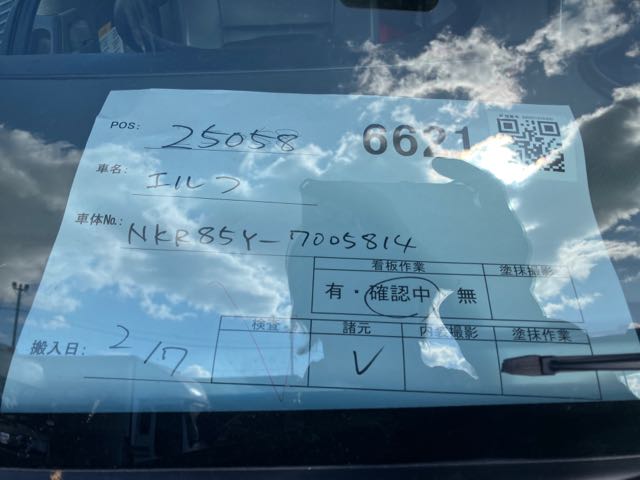 POS: 25058 6621
車名: エルフ
車体No.: NKR85Y-7005814
看板作業 塗抹撮影
有・確認中・無
搬入日: 2/7 検査 諸元 内装撮影 塗抹作業
V